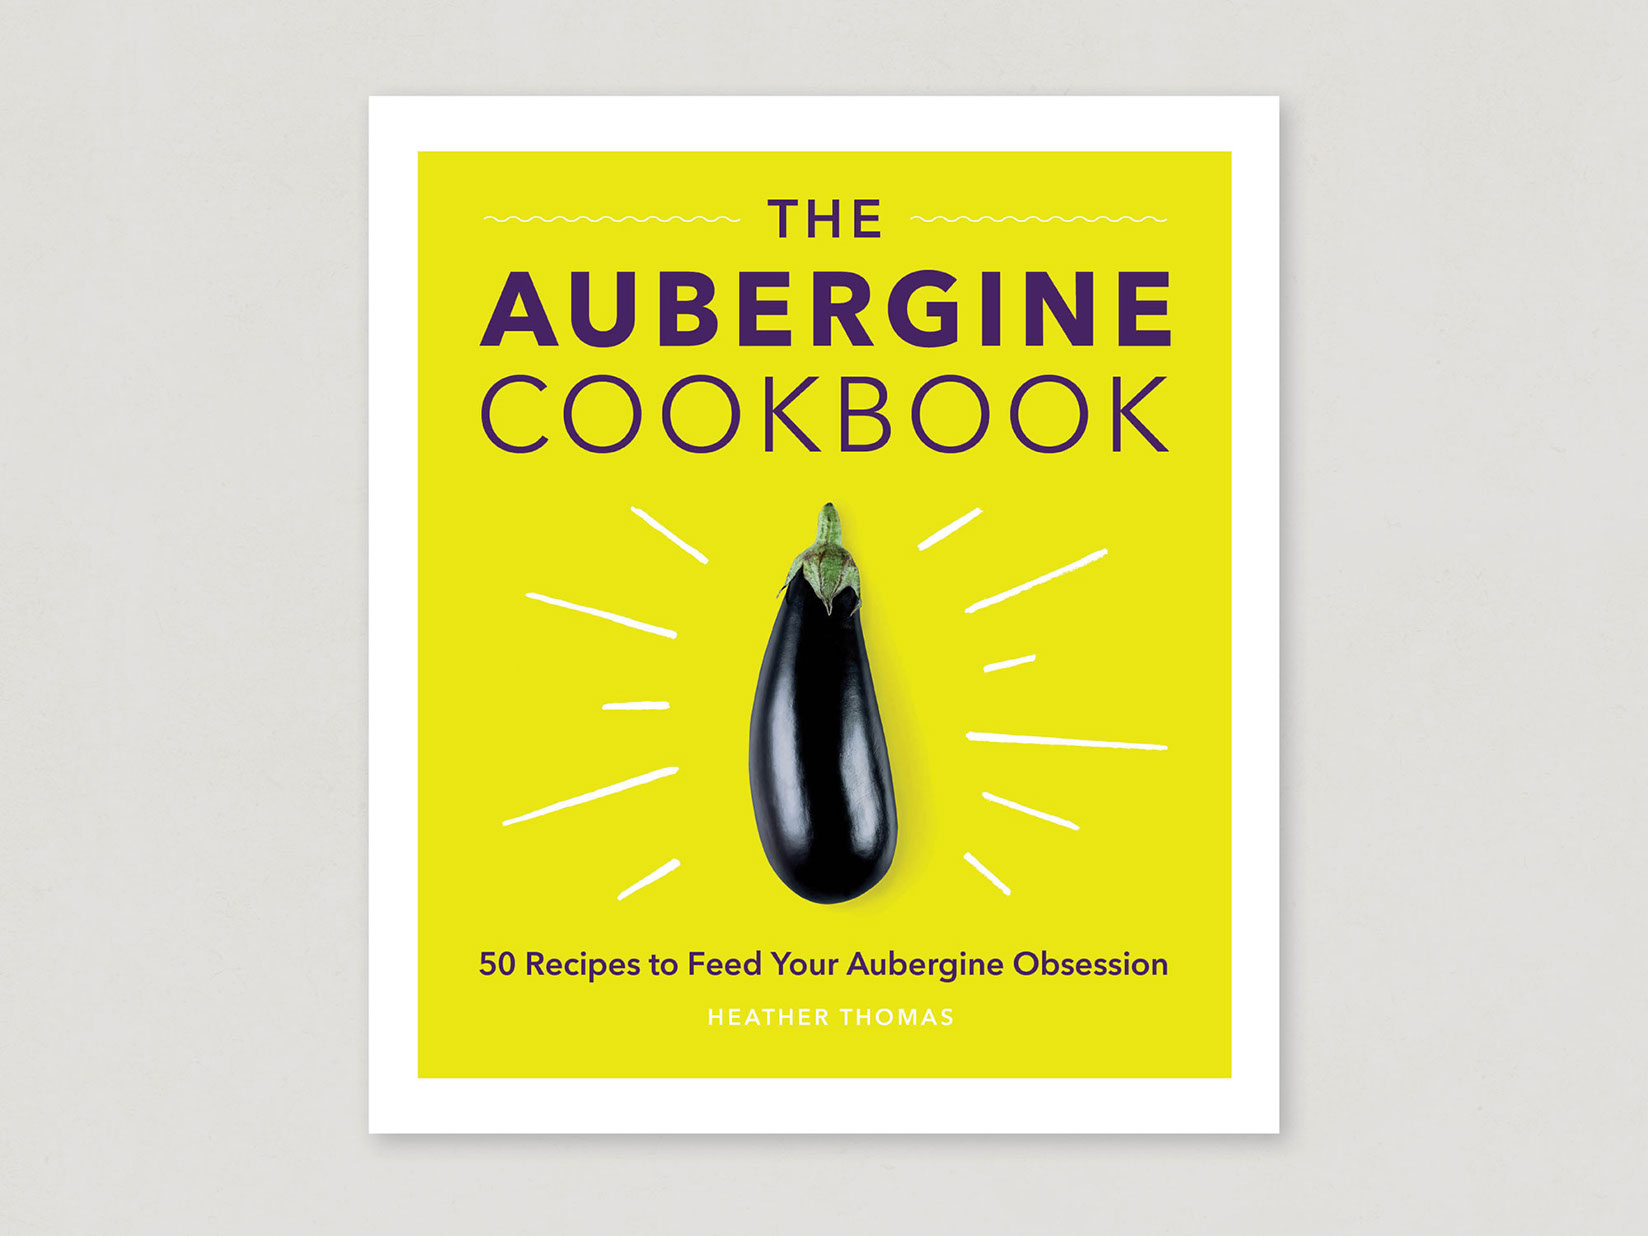 THE
AUBERGINE
COOKBOOK
50 Recipes to Feed Your Aubergine Obsession
HEATHER THOMAS